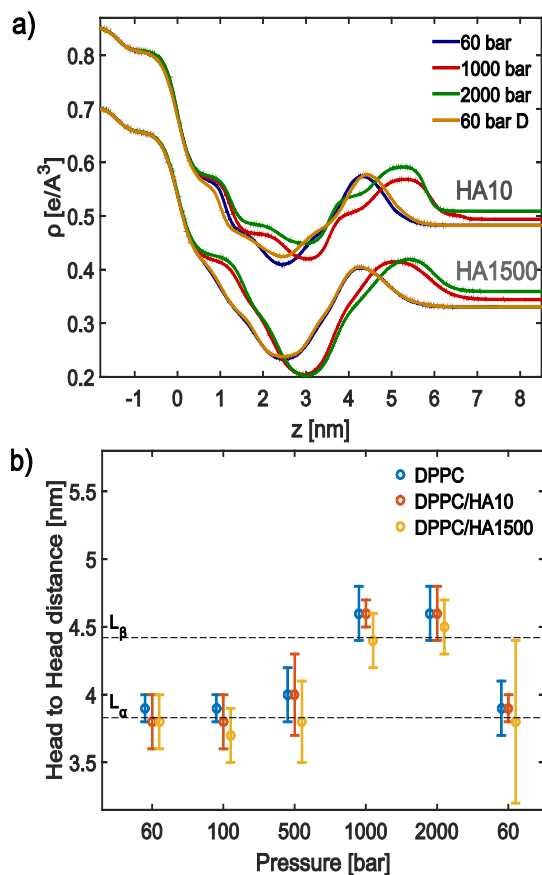 a)
0.8
0.7
0.6
0.5
0.4
0.3
0.2
ρ [e/A³]
60 bar
1000 bar
2000 bar
60 bar D
HA10
HA1500
-1 0 1 2 3 4 5 6 7 8
z [nm]
b)
5.5
5
4.5
4
3.5
Head to Head distance [nm]
DPPC
DPPC/HA10
DPPC/HA1500
Lβ
Lα
60 100 500 1000 2000 60
Pressure [bar]